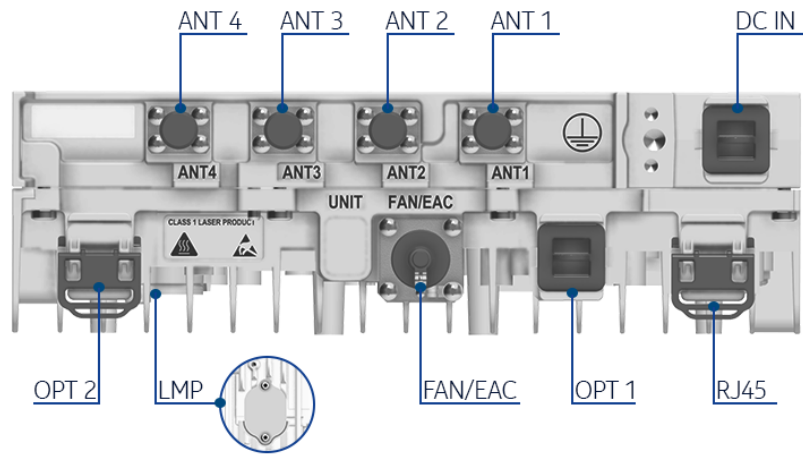 ANT 4 ANT 3 ANT 2 ANT 1 DC IN
ANT4 ANT3 ANT2 ANT1
UNIT FAN/EAC
CLASS 1 LASER PRODUCT
OPT 2 LMP FAN/EAC OPT 1 RJ45